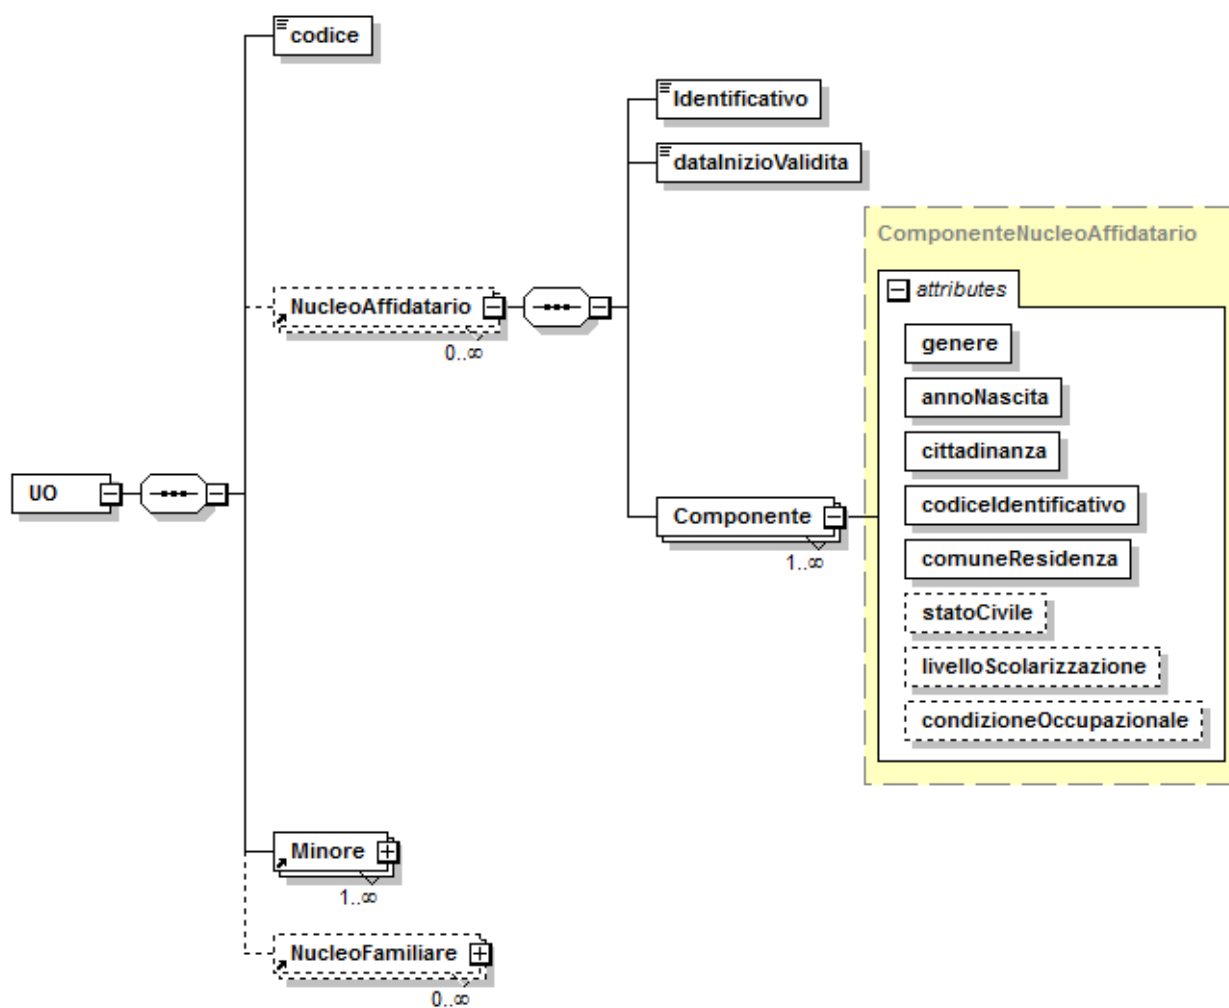 codice
Identificativo
dataInizioValidita
ComponenteNucleoAffidatario
attributes
NucleoAffidatario
0..∞
genere
annoNascita
cittadinanza
UO
codiceIdentificativo
Componente
1..∞
comuneResidenza
statoCivile
livelloScolarizzazione
condizioneOccupazionale
Minore
1..∞
NucleoFamiliare
0..∞